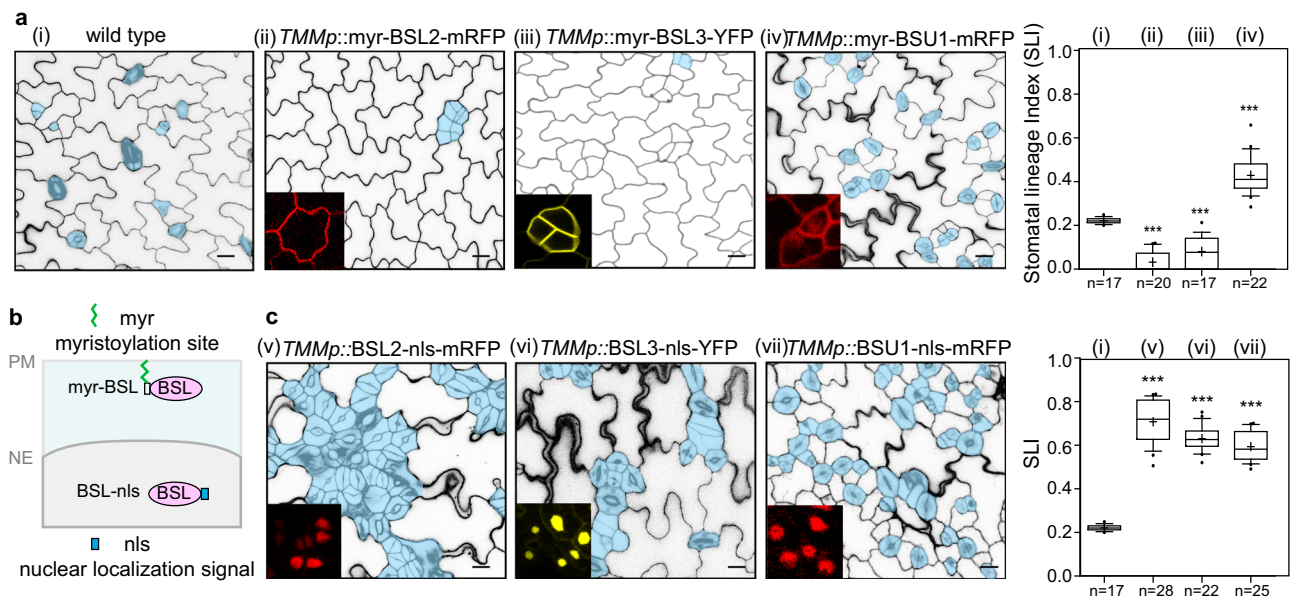 a
(i) wild type
(ii) TMMp::myr-BSL2-mRFP
(iii) TMMp::myr-BSL3-YFP
(iv)TMMp::myr-BSU1-mRFP
Stomatal lineage Index (SLI)
1.0
0.8
0.6
0.4
0.2
0.0
(i) (ii) (iii) (iv)
*** *** ***
n=17 n=20 n=17 n=22
b
myr
myristoylation site
PM
myr-BSL BSL
NE
BSL-nls BSL
nls
nuclear localization signal
c
(v) TMMp::BSL2-nls-mRFP
(vi) TMMp::BSL3-nls-YFP
(vii)TMMp::BSU1-nls-mRFP
SLI
1.0
0.8
0.6
0.4
0.2
0.0
(i) (v) (vi) (vii)
*** *** ***
n=17 n=28 n=22 n=25